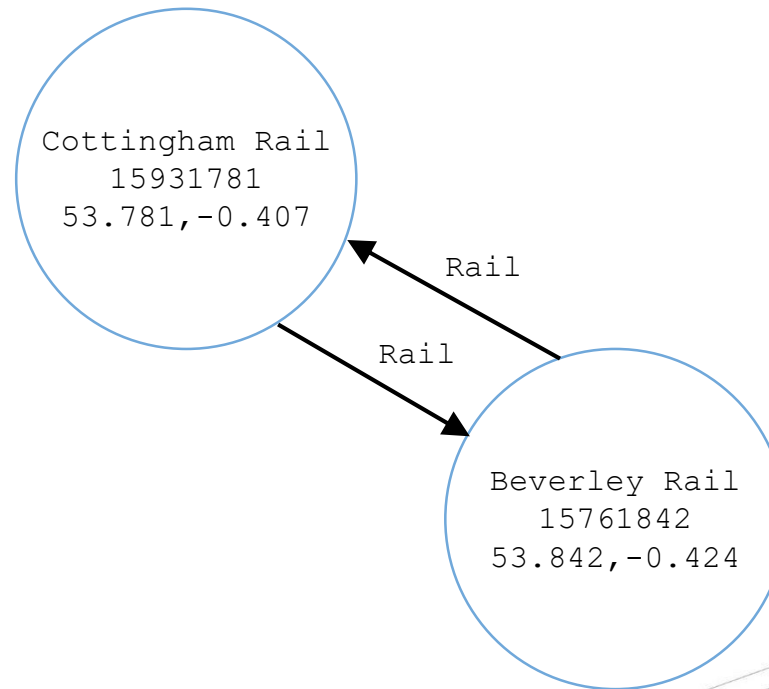 Cottingham Rail
15931781
53.781,-0.407
Rail
Rail
Beverley Rail
15761842
53.842,-0.424